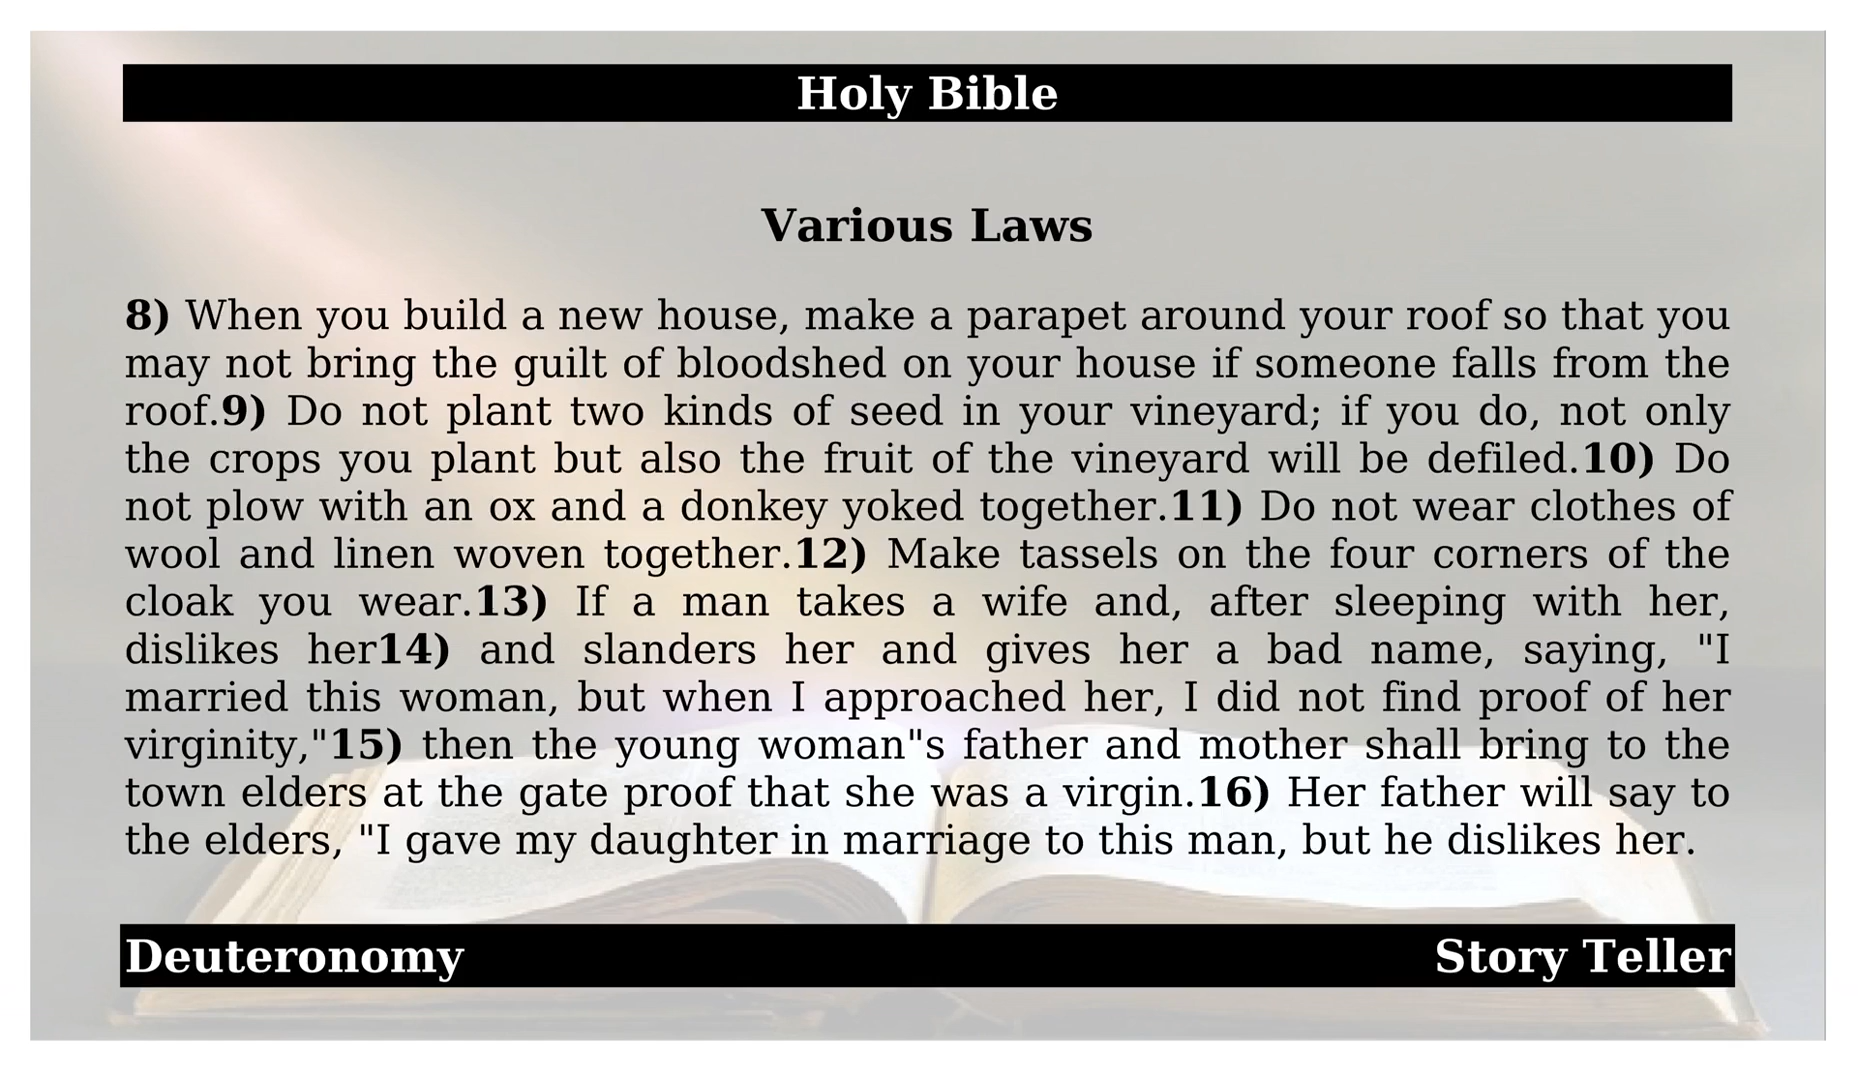 Holy Bible
Various Laws
8) When you build a new house, make a parapet around your roof so that you
may not bring the guilt of bloodshed on your house if someone falls from the
roof.9) Do not plant two kinds of seed in your vineyard; if you do, not only
the crops you plant but also the fruit of the vineyard will be defiled.10) Do
not plow with an ox and a donkey yoked together.11) Do not wear clothes of
wool and linen woven together.12) Make tassels on the four corners of the
cloak you wear.13) If a man takes a wife and, after sleeping with her,
dislikes her14) and slanders her and gives her a bad name, saying, "I
married this woman, but when I approached her, I did not find proof of her
virginity,"15) then the young woman"s father and mother shall bring to the
town elders at the gate proof that she was a virgin.16) Her father will say to
the elders, "I gave my daughter in marriage to this man, but he dislikes her.
Deuteronomy Story Teller